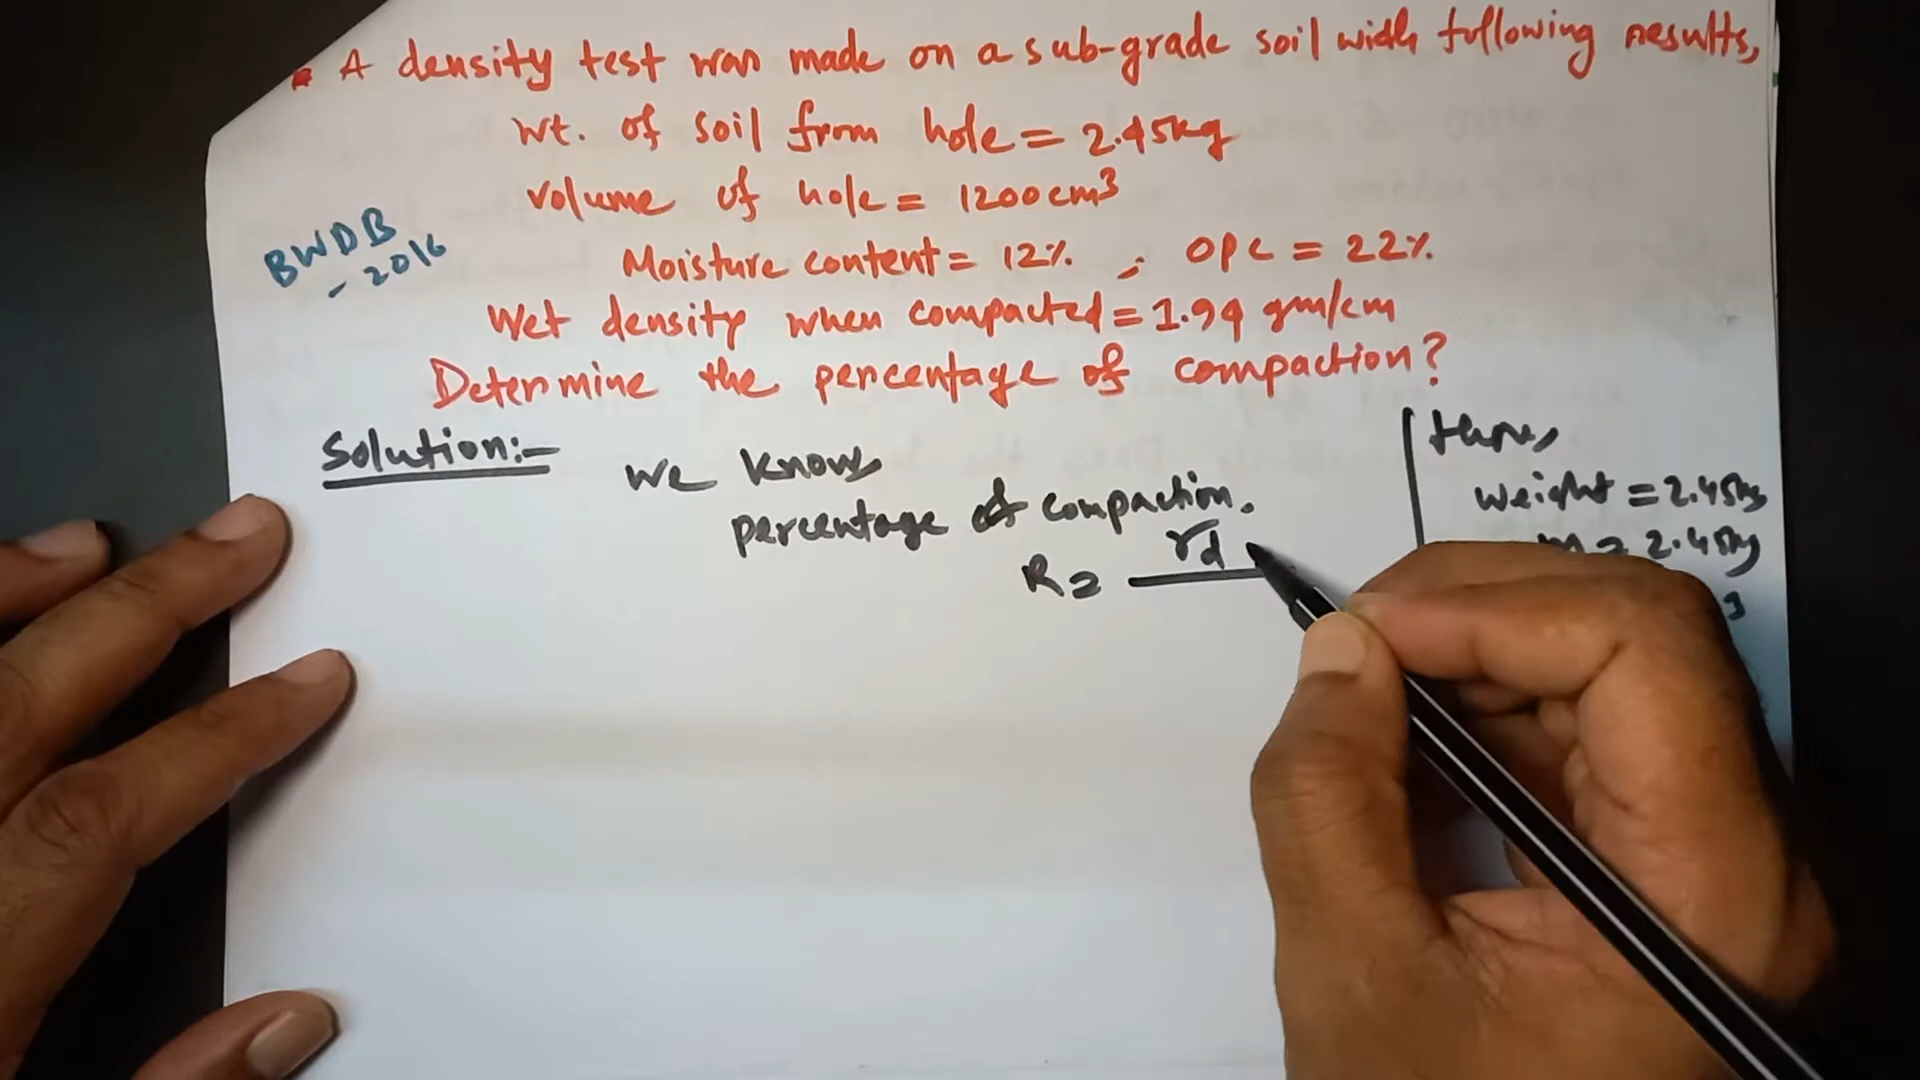 A density test was made on a sub-grade soil with following results,
wt. of soil from hole = 2.45kg
volume of hole = 1200cm³
BWDB
- 2016
Moisture content = 12% , OPC = 22%
Wet density when compacted = 1.94 gm/cm
Determine the percentage of compaction?
Solution:-
we know
percentage of compaction.
R = γd
weight = 2.45kg
m = 2.45kg